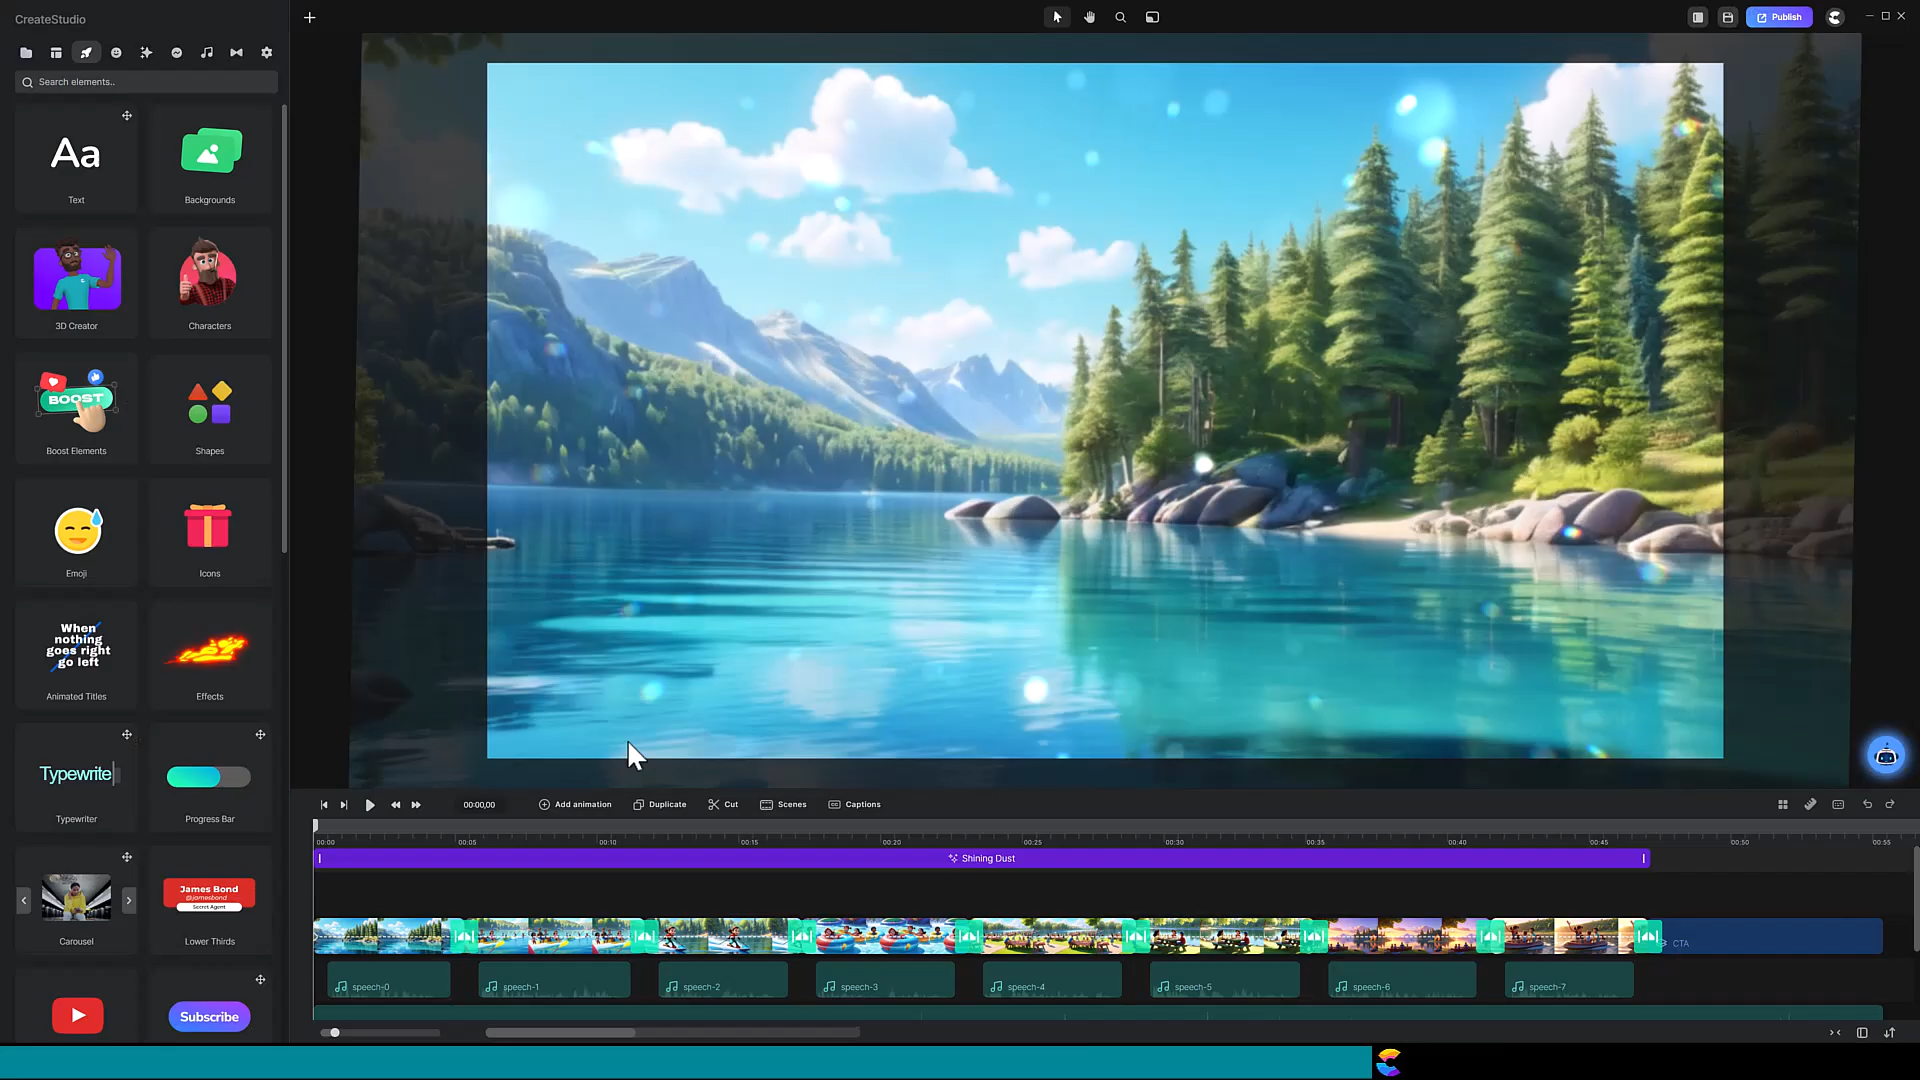 CreateStudio
Publish
Search elements..
Aa
Text
Backgrounds
3D Creator
Characters
BOOST
Boost Elements
Shapes
Emoji
Icons
When
nothing
goes right
go left
Animated Titles
Effects
Typewrite
Typewriter
Progress Bar
Carousel
James Bond
@jamesbond
Secret Agent
Lower Thirds
Subscribe
00:00,00
Add animation
Duplicate
Cut
Scenes
Captions
00:00
00:05
00:10
00:15
00:20
00:25
00:30
00:35
00:40
00:45
00:50
00:55
Shining Dust
CTA
speech-0
speech-1
speech-2
speech-3
speech-4
speech-5
speech-6
speech-7